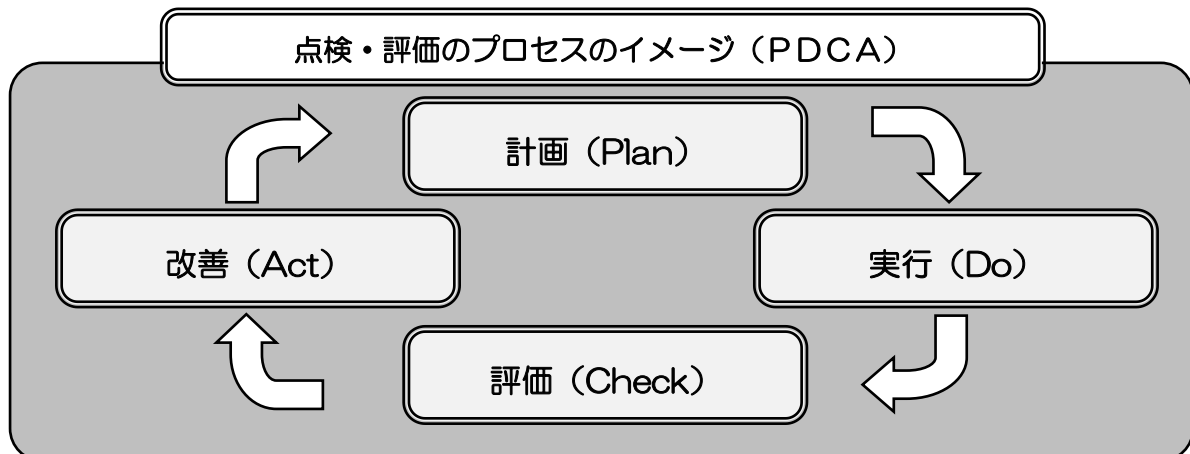 点検・評価のプロセスのイメージ（ＰＤＣＡ）
計画（Plan）
改善（Act）
実行（Do）
評価（Check）